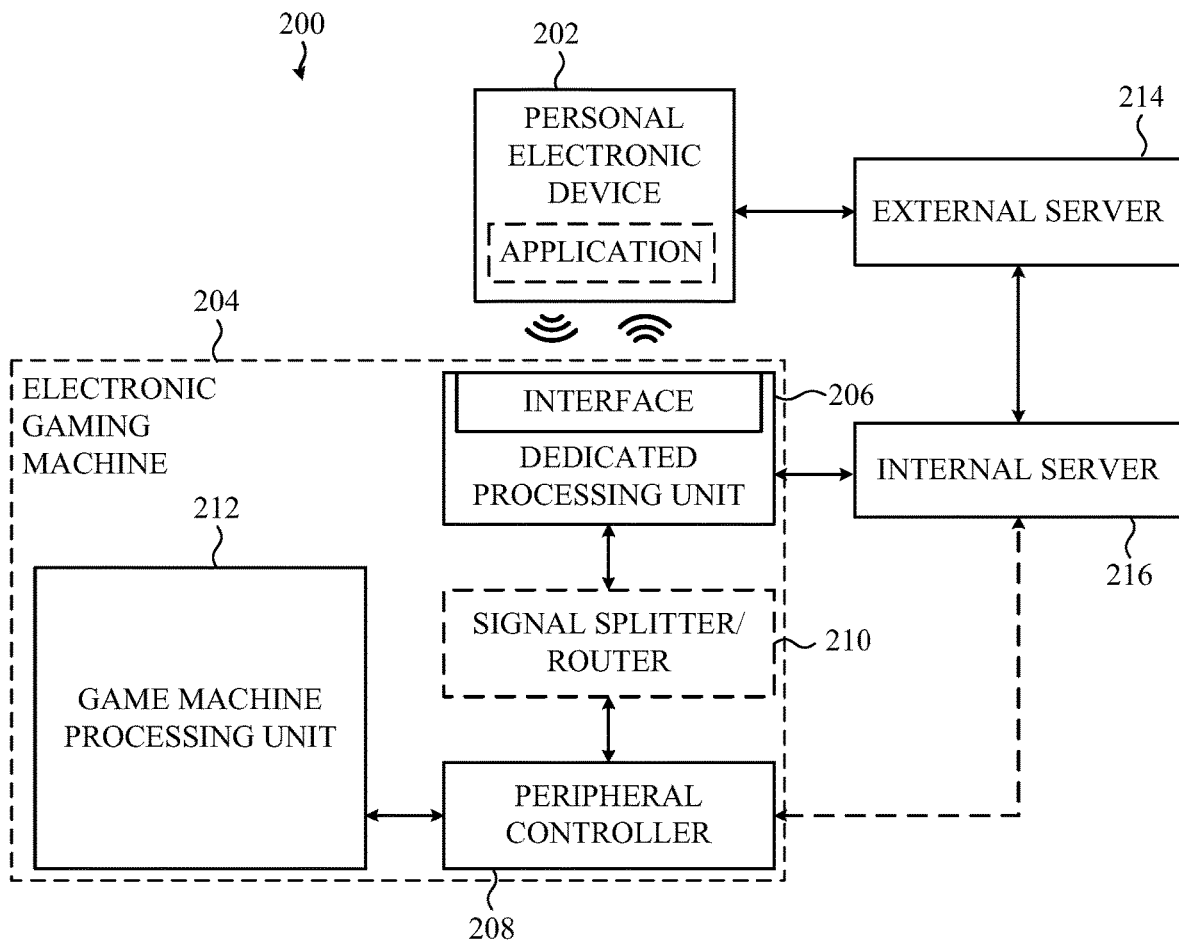 200
202
PERSONAL
ELECTRONIC
DEVICE
APPLICATION
214
EXTERNAL SERVER
204
ELECTRONIC
GAMING
MACHINE
INTERFACE
206
DEDICATED
PROCESSING UNIT
INTERNAL SERVER
216
212
GAME MACHINE
PROCESSING UNIT
SIGNAL SPLITTER/
ROUTER
210
PERIPHERAL
CONTROLLER
208